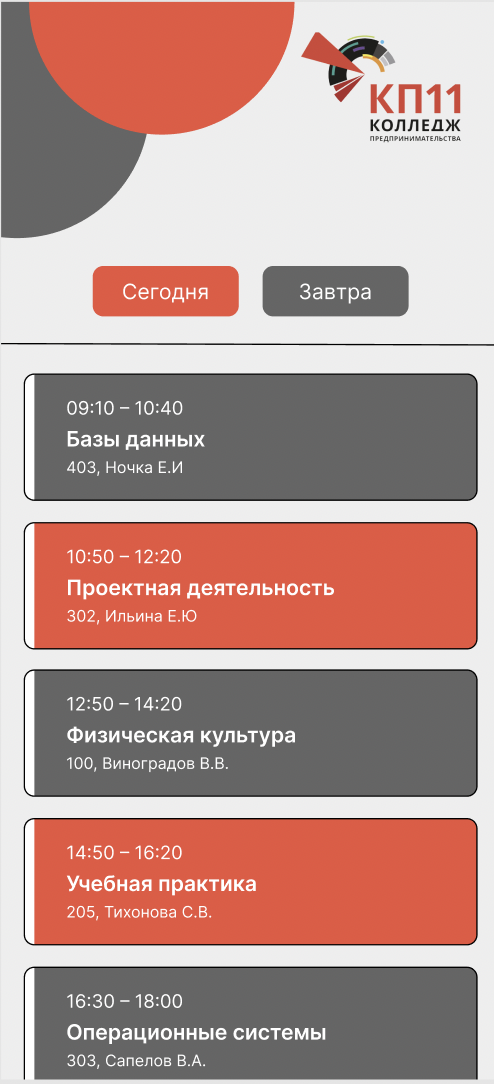 КП11
КОЛЛЕДЖ
ПРЕДПРИНИМАТЕЛЬСТВА
Сегодня
Завтра
09:10 – 10:40
Базы данных
403, Ночка Е.И
10:50 – 12:20
Проектная деятельность
302, Ильина Е.Ю
12:50 – 14:20
Физическая культура
100, Виноградов В.В.
14:50 – 16:20
Учебная практика
205, Тихонова С.В.
16:30 – 18:00
Операционные системы
303, Сапелов В.А.